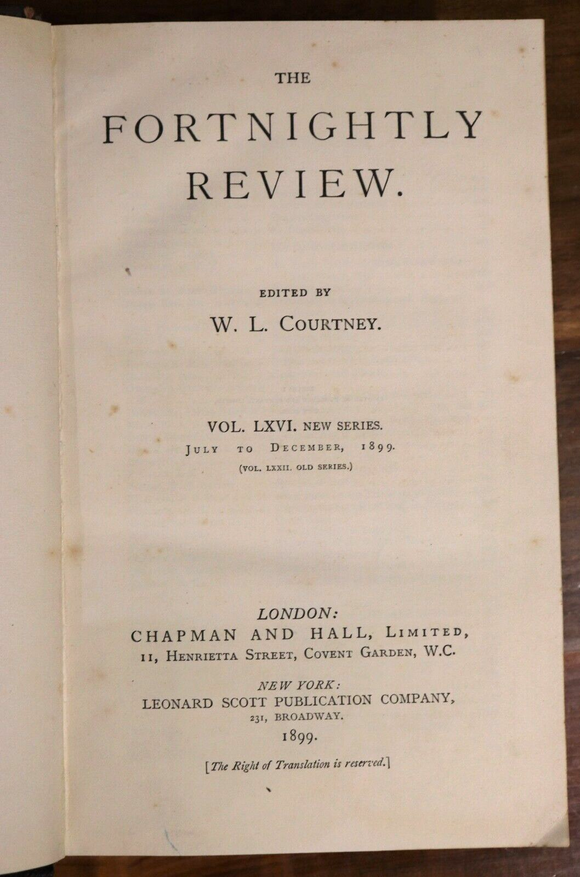 THE
FORTNIGHTLY
REVIEW.
EDITED BY
W. L. COURTNEY.
VOL. LXVI. NEW SERIES.
JULY TO DECEMBER, 1899.
(VOL. LXXII. OLD SERIES.)
LONDON:
CHAPMAN AND HALL, LIMITED,
11, HENRIETTA STREET, COVENT GARDEN, W.C.
NEW YORK:
LEONARD SCOTT PUBLICATION COMPANY,
231, BROADWAY.
1899.
[The Right of Translation is reserved.]